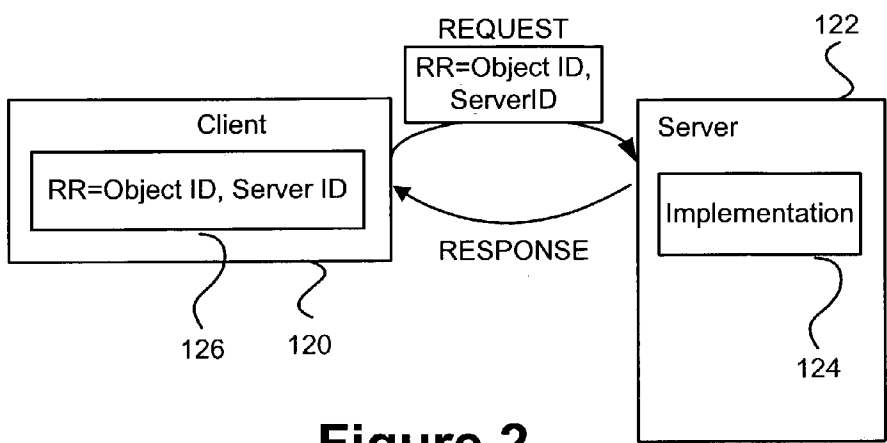 REQUEST
122
RR=Object ID,
ServerID
Client
Server
RR=Object ID, Server ID
Implementation
RESPONSE
126
120
124
Figure 2